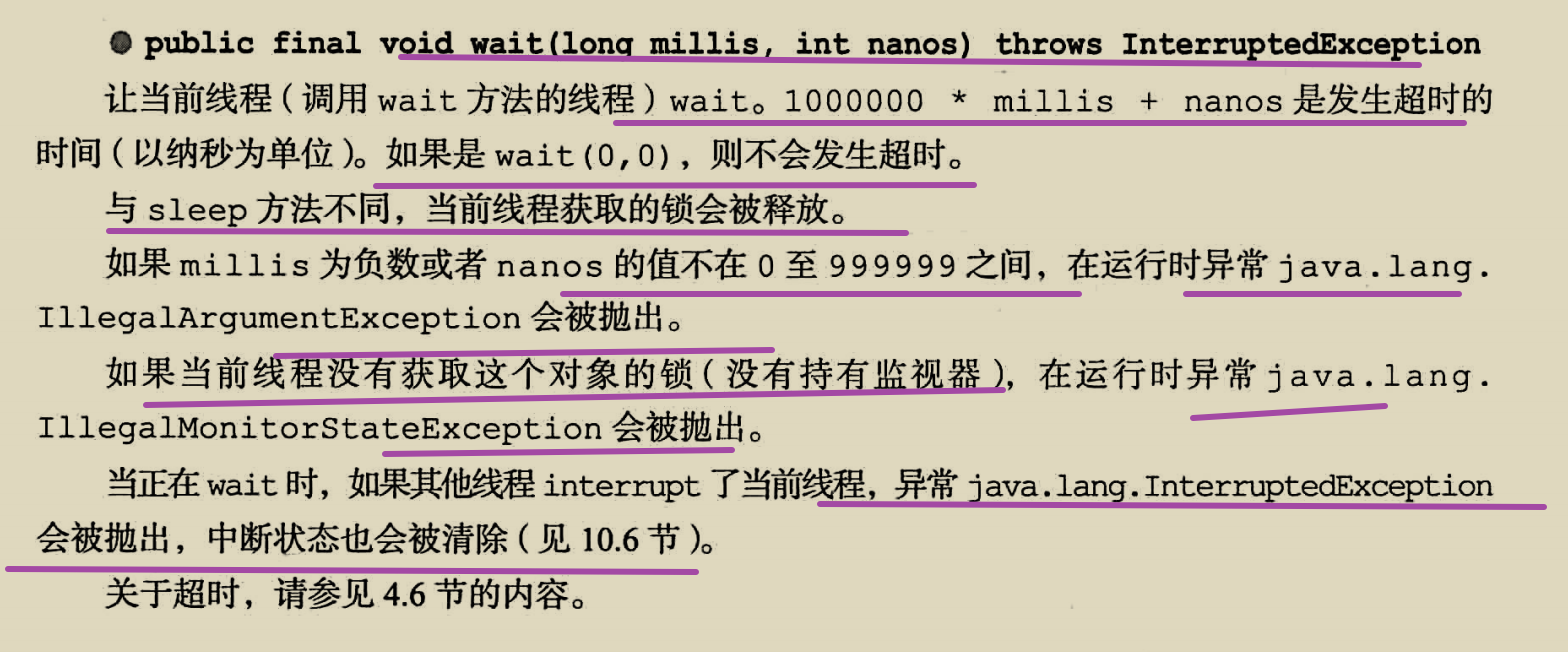 ● public final void wait(long millis, int nanos) throws InterruptedException
让当前线程（调用 wait 方法的线程）wait。1000000 * millis + nanos 是发生超时的
时间（以纳秒为单位）。如果是 wait(0,0)，则不会发生超时。
与 sleep 方法不同，当前线程获取的锁会被释放。
如果 millis 为负数或者 nanos 的值不在 0 至 999999 之间，在运行时异常 java.lang.
IllegalArgumentException 会被抛出。
如果当前线程没有获取这个对象的锁（没有持有监视器），在运行时异常 java.lang.
IllegalMonitorStateException 会被抛出。
当正在 wait 时，如果其他线程 interrupt 了当前线程，异常 java.lang.InterruptedException
会被抛出，中断状态也会被清除（见 10.6 节）。
关于超时，请参见 4.6 节的内容。